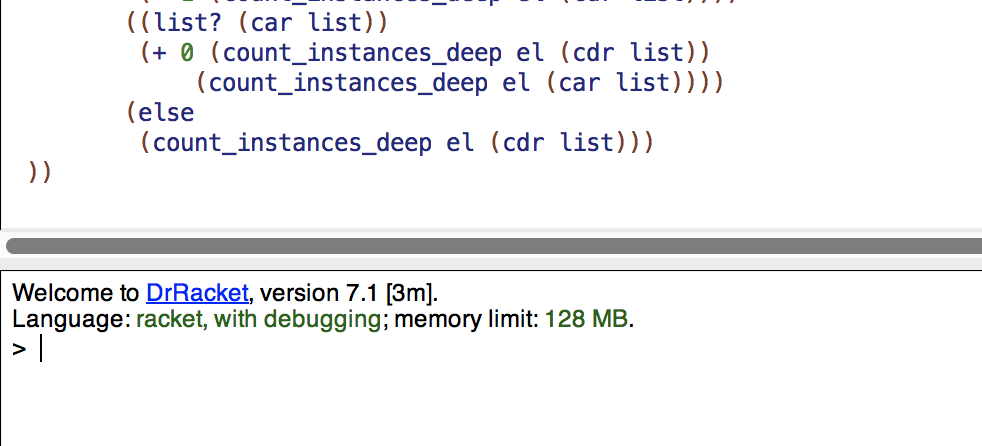 ((list? (car list))
(+ 0 (count_instances_deep el (cdr list))
(count_instances_deep el (car list))))
(else
(count_instances_deep el (cdr list)))
))
Welcome to DrRacket, version 7.1 [3m].
Language: racket, with debugging; memory limit: 128 MB.
>